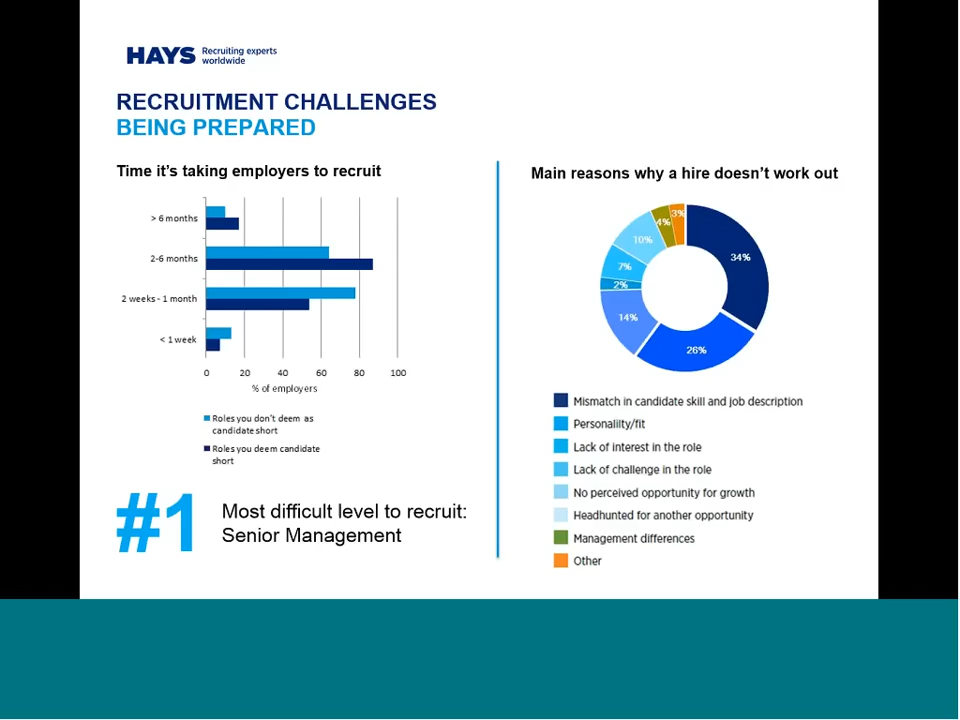 HAYS Recruiting experts
worldwide
RECRUITMENT CHALLENGES
BEING PREPARED
Time it's taking employers to recruit
> 6 months
2-6 months
2 weeks - 1 month
< 1 week
0 20 40 60 80 100
% of employers
Roles you don't deem as
candidate short
Roles you deem candidate
short
#1
Most difficult level to recruit:
Senior Management
Main reasons why a hire doesn't work out
3%
4%
10%
34%
7%
2%
14%
26%
Mismatch in candidate skill and job description
Personalilty/fit
Lack of interest in the role
Lack of challenge in the role
No perceived opportunity for growth
Headhunted for another opportunity
Management differences
Other